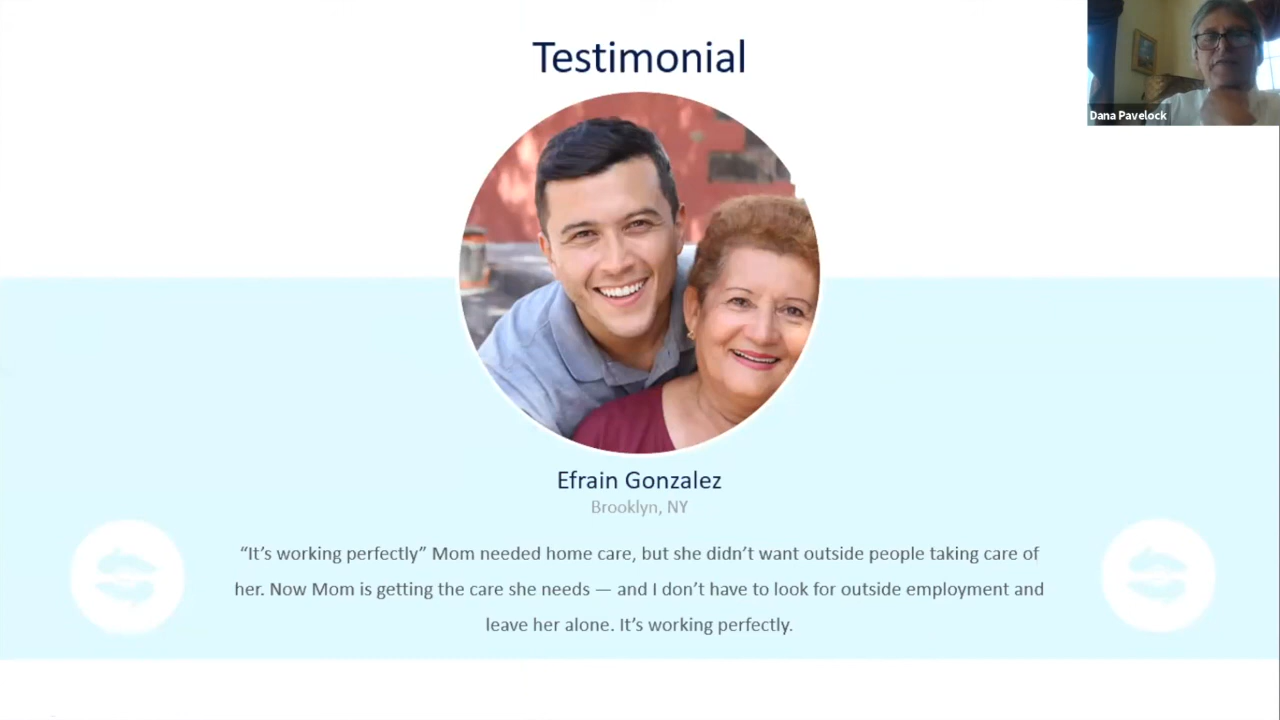 Testimonial
Dana Pavelock
Efrain Gonzalez
Brooklyn, NY
“It’s working perfectly” Mom needed home care, but she didn’t want outside people taking care of
her. Now Mom is getting the care she needs — and I don’t have to look for outside employment and
leave her alone. It’s working perfectly.